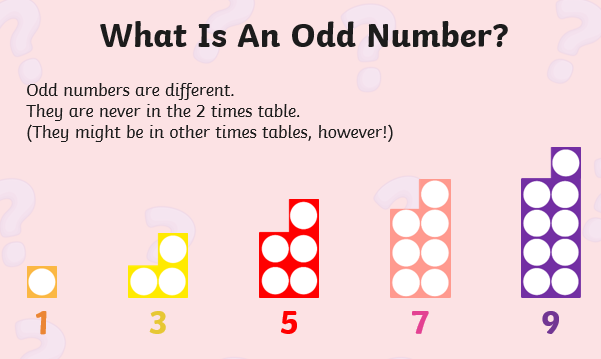 What Is An Odd Number?
Odd numbers are different.
They are never in the 2 times table.
(They might be in other times tables, however!)
1 3 5 7 9